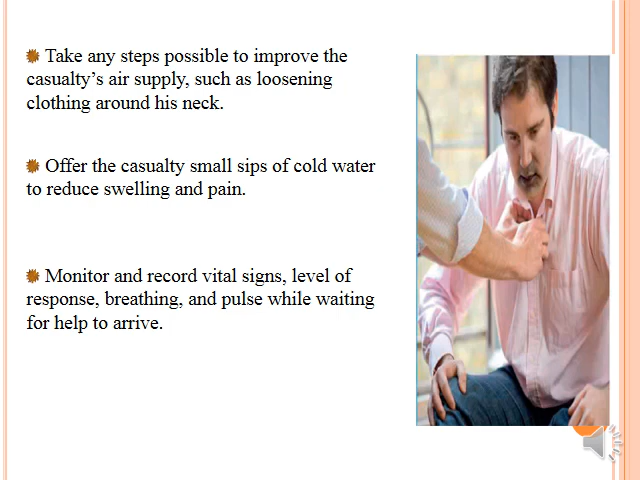 Take any steps possible to improve the
casualty’s air supply, such as loosening
clothing around his neck.
Offer the casualty small sips of cold water
to reduce swelling and pain.
Monitor and record vital signs, level of
response, breathing, and pulse while waiting
for help to arrive.